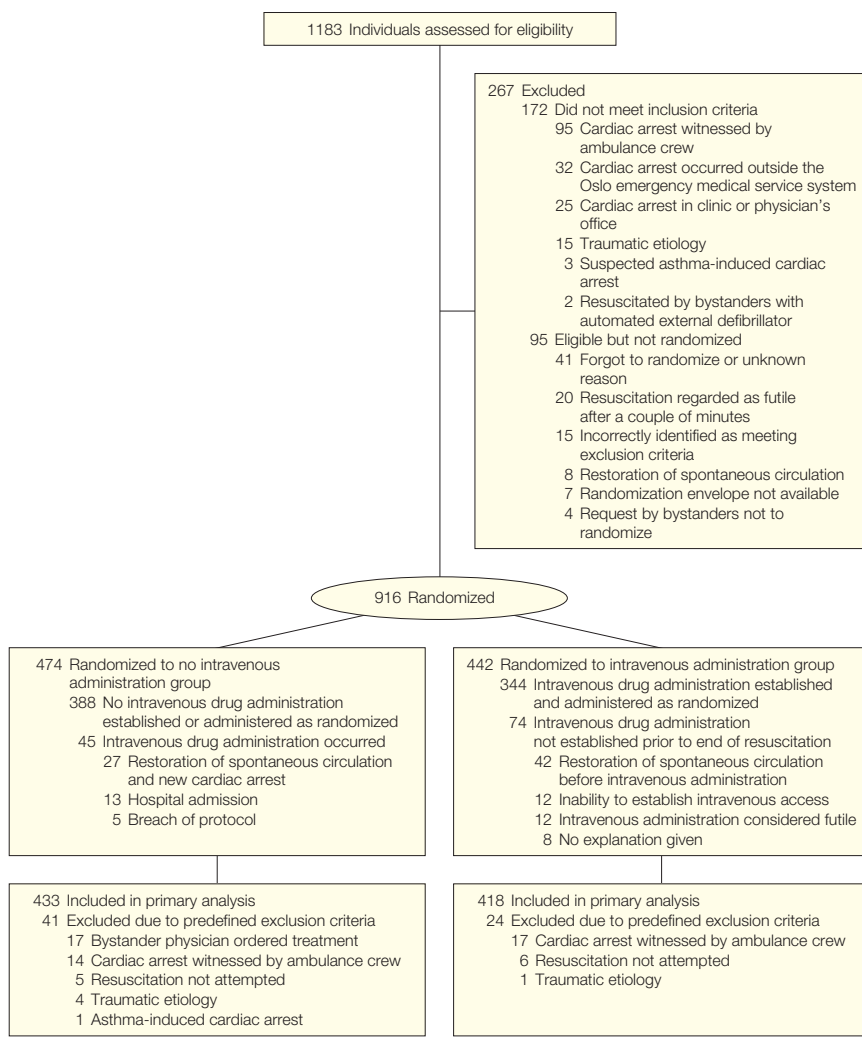 1183 Individuals assessed for eligibility
267 Excluded
172 Did not meet inclusion criteria
95 Cardiac arrest witnessed by
ambulance crew
32 Cardiac arrest occurred outside the
Oslo emergency medical service system
25 Cardiac arrest in clinic or physician's
office
15 Traumatic etiology
3 Suspected asthma-induced cardiac
arrest
2 Resuscitated by bystanders with
automated external defibrillator
95 Eligible but not randomized
41 Forgot to randomize or unknown
reason
20 Resuscitation regarded as futile
after a couple of minutes
15 Incorrectly identified as meeting
exclusion criteria
8 Restoration of spontaneous circulation
7 Randomization envelope not available
4 Request by bystanders not to
randomize
916 Randomized
474 Randomized to no intravenous
administration group
388 No intravenous drug administration
established or administered as randomized
45 Intravenous drug administration occurred
27 Restoration of spontaneous circulation
and new cardiac arrest
13 Hospital admission
5 Breach of protocol
442 Randomized to intravenous administration group
344 Intravenous drug administration established
and administered as randomized
74 Intravenous drug administration
not established prior to end of resuscitation
42 Restoration of spontaneous circulation
before intravenous administration
12 Inability to establish intravenous access
12 Intravenous administration considered futile
8 No explanation given
433 Included in primary analysis
41 Excluded due to predefined exclusion criteria
17 Bystander physician ordered treatment
14 Cardiac arrest witnessed by ambulance crew
5 Resuscitation not attempted
4 Traumatic etiology
1 Asthma-induced cardiac arrest
418 Included in primary analysis
24 Excluded due to predefined exclusion criteria
17 Cardiac arrest witnessed by ambulance crew
6 Resuscitation not attempted
1 Traumatic etiology